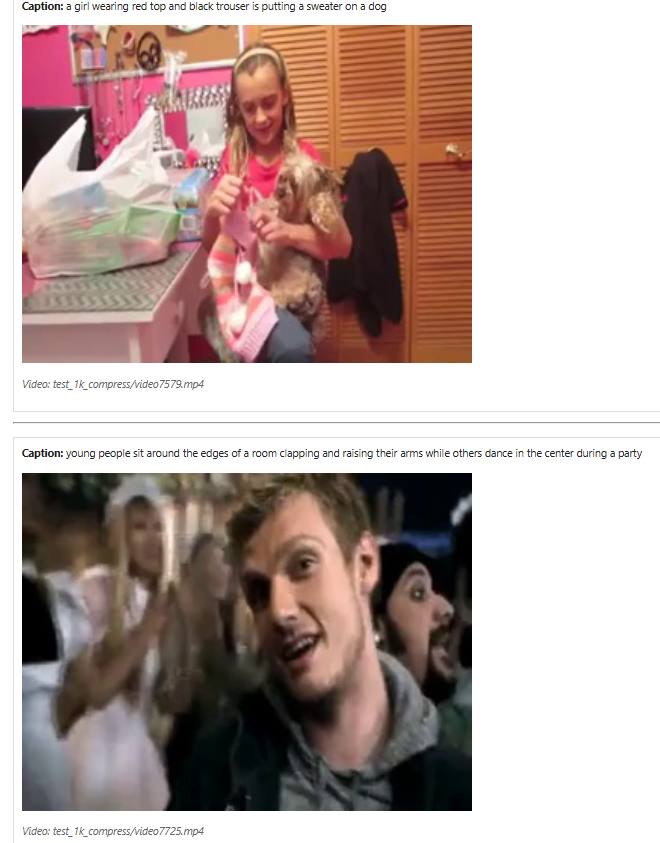 Caption: a girl wearing red top and black trouser is putting a sweater on a dog
Video: test_1k_compress/video7579.mp4
Caption: young people sit around the edges of a room clapping and raising their arms while others dance in the center during a party
Video: test_1k_compress/video7725.mp4